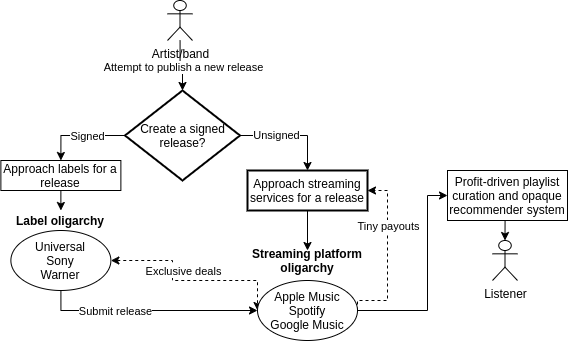 Artist/band
Attempt to publish a new release
Create a signed
release?
Signed
Unsigned
Approach labels for a
release
Label oligarchy
Universal
Sony
Warner
Exclusive deals
Submit release
Approach streaming
services for a release
Tiny payouts
Streaming platform
oligarchy
Apple Music
Spotify
Google Music
Profit-driven playlist
curation and opaque
recommender system
Listener